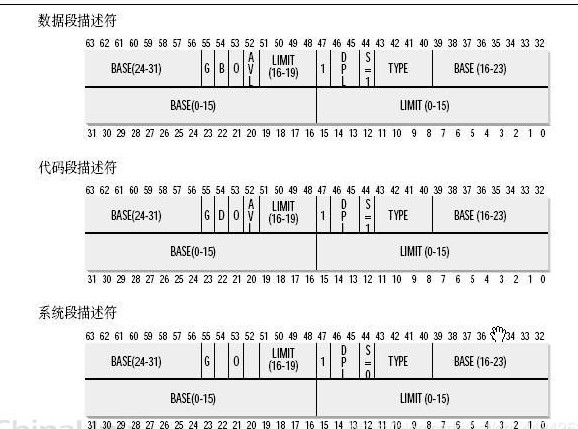 数据段描述符
63 62 61 60 59 58 57 56 55 54 53 52 51 50 49 48 47 46 45 44 43 42 41 40 39 38 37 36 35 34 33 32
BASE(24-31) G B O AVL LIMIT (16-19) 1 DPL S=1 TYPE BASE (16-23)
BASE(0-15) LIMIT (0-15)
31 30 29 28 27 26 25 24 23 22 21 20 19 18 17 16 15 14 13 12 11 10 9 8 7 6 5 4 3 2 1 0
代码段描述符
63 62 61 60 59 58 57 56 55 54 53 52 51 50 49 48 47 46 45 44 43 42 41 40 39 38 37 36 35 34 33 32
BASE(24-31) G D O AVL LIMIT (16-19) 1 DPL S=1 TYPE BASE (16-23)
BASE(0-15) LIMIT (0-15)
31 30 29 28 27 26 25 24 23 22 21 20 19 18 17 16 15 14 13 12 11 10 9 8 7 6 5 4 3 2 1 0
系统段描述符
63 62 61 60 59 58 57 56 55 54 53 52 51 50 49 48 47 46 45 44 43 42 41 40 39 38 37 36 34 33 32
BASE(24-31) G O LIMIT (16-19) 1 DPL S=0 TYPE BASE (16-23)
BASE(0-15) LIMIT (0-15)
31 30 29 28 27 26 25 24 23 22 21 20 19 18 17 16 15 14 13 12 11 10 9 8 7 6 5 4 3 2 1 0